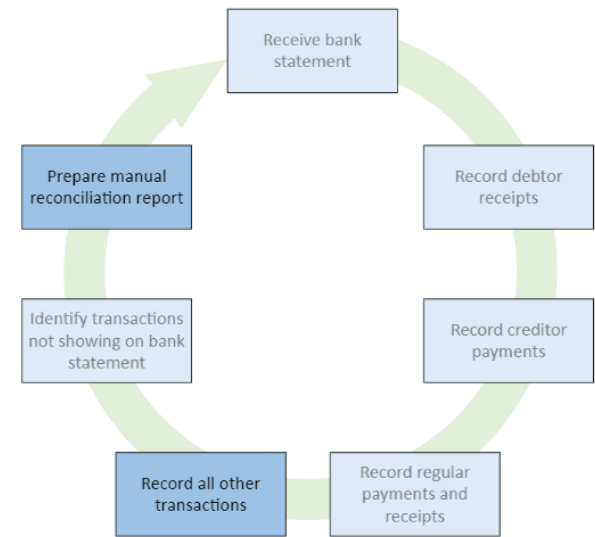 Receive bank
statement
Record debtor
receipts
Record creditor
payments
Record regular
payments and
receipts
Record all other
transactions
Identify transactions
not showing on bank
statement
Prepare manual
reconciliation report